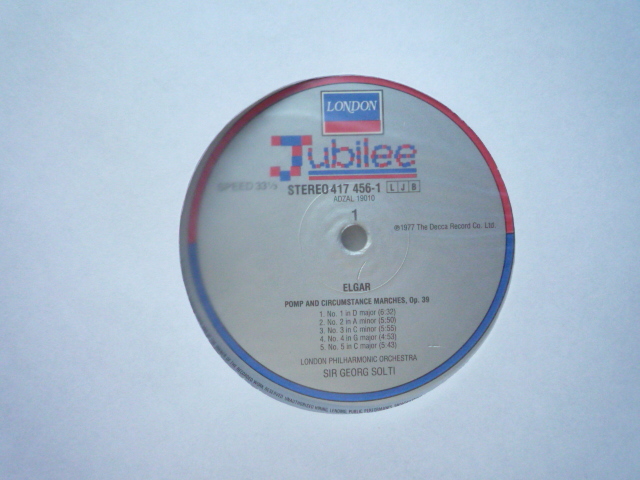 LONDON
Jubilee
SPEED 33⅓
STEREO 417 456-1 L J B
ADZAL 19010
1
℗1977 The Decca Record Co. Ltd.
ELGAR
POMP AND CIRCUMSTANCE MARCHES, Op. 39
1. No. 1 in D major (6:32)
2. No. 2 in A minor (5:50)
3. No. 3 in C minor (5:55)
4. No. 4 in G major (4:53)
5. No. 5 in C major (5:43)
LONDON PHILHARMONIC ORCHESTRA
SIR GEORG SOLTI